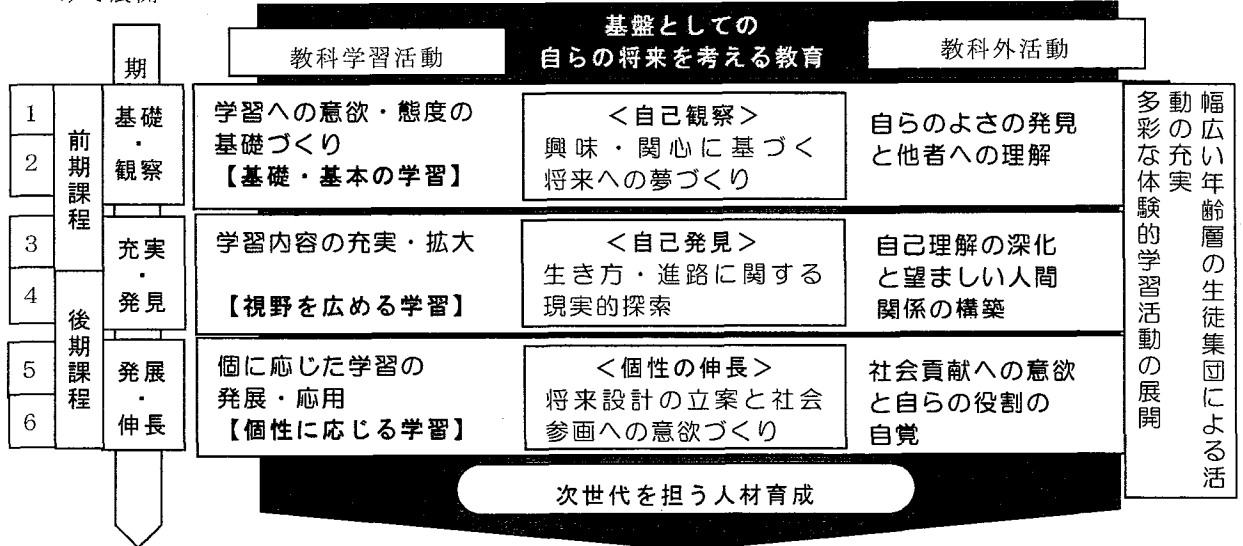 基盤としての
自らの将来を考える教育
教科学習活動
教科外活動
期
1
2
3
4
5
6
前期課程
後期課程
基礎
・
観察
充実
・
発見
発展
・
伸長
学習への意欲・態度の
基礎づくり
【基礎・基本の学習】
<自己観察>
興味・関心に基づく
将来への夢づくり
自らのよさの発見
と他者への理解
学習内容の充実・拡大
【視野を広める学習】
<自己発見>
生き方・進路に関する
現実的探索
自己理解の深化
と望ましい人間
関係の構築
個に応じた学習の
発展・応用
【個性に応じる学習】
<個性の伸長>
将来設計の立案と社会
参画への意欲づくり
社会貢献への意欲
と自らの役割の
自覚
幅広い年齢層の生徒集団による活
動の充実
多彩な体験的学習活動の展開
次世代を担う人材育成